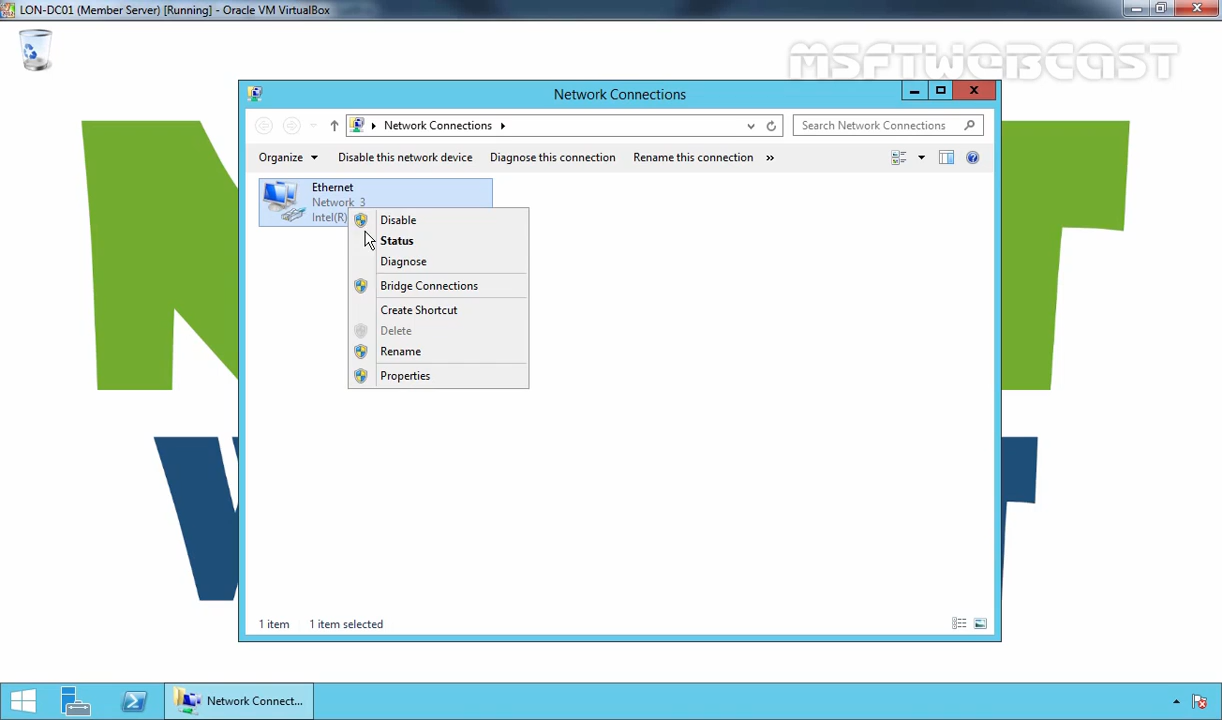 LON-DC01 (Member Server) [Running] - Oracle VM VirtualBox
MSFTWEBCAST
Network Connections
Network Connections
Search Network Connections
Organize
Disable this network device
Diagnose this connection
Rename this connection
»
Ethernet
Network 3
Intel(R)
Disable
Status
Diagnose
Bridge Connections
Create Shortcut
Delete
Rename
Properties
1 item
1 item selected
Network Connect...